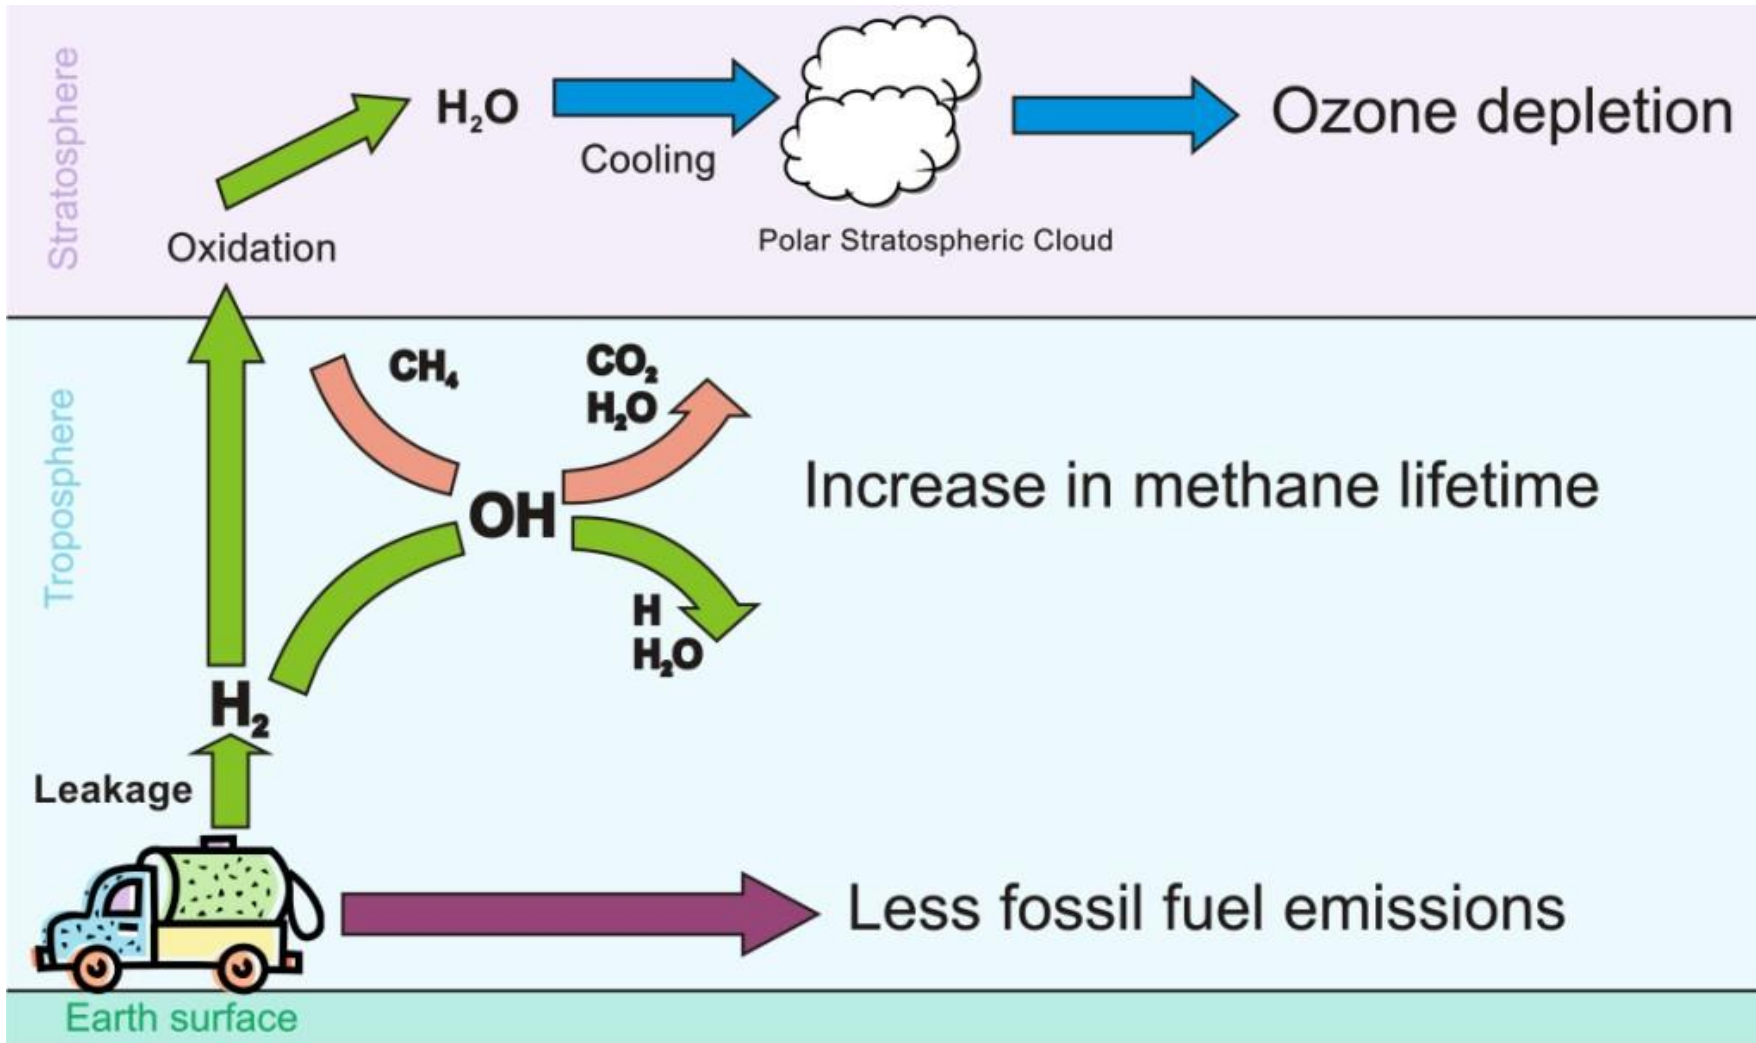 Stratosphere
H₂O
Cooling
Polar Stratospheric Cloud
Ozone depletion
Oxidation
Troposphere
CH₄
CO₂
H₂O
OH
Increase in methane lifetime
H
H₂O
H₂
Leakage
Less fossil fuel emissions
Earth surface